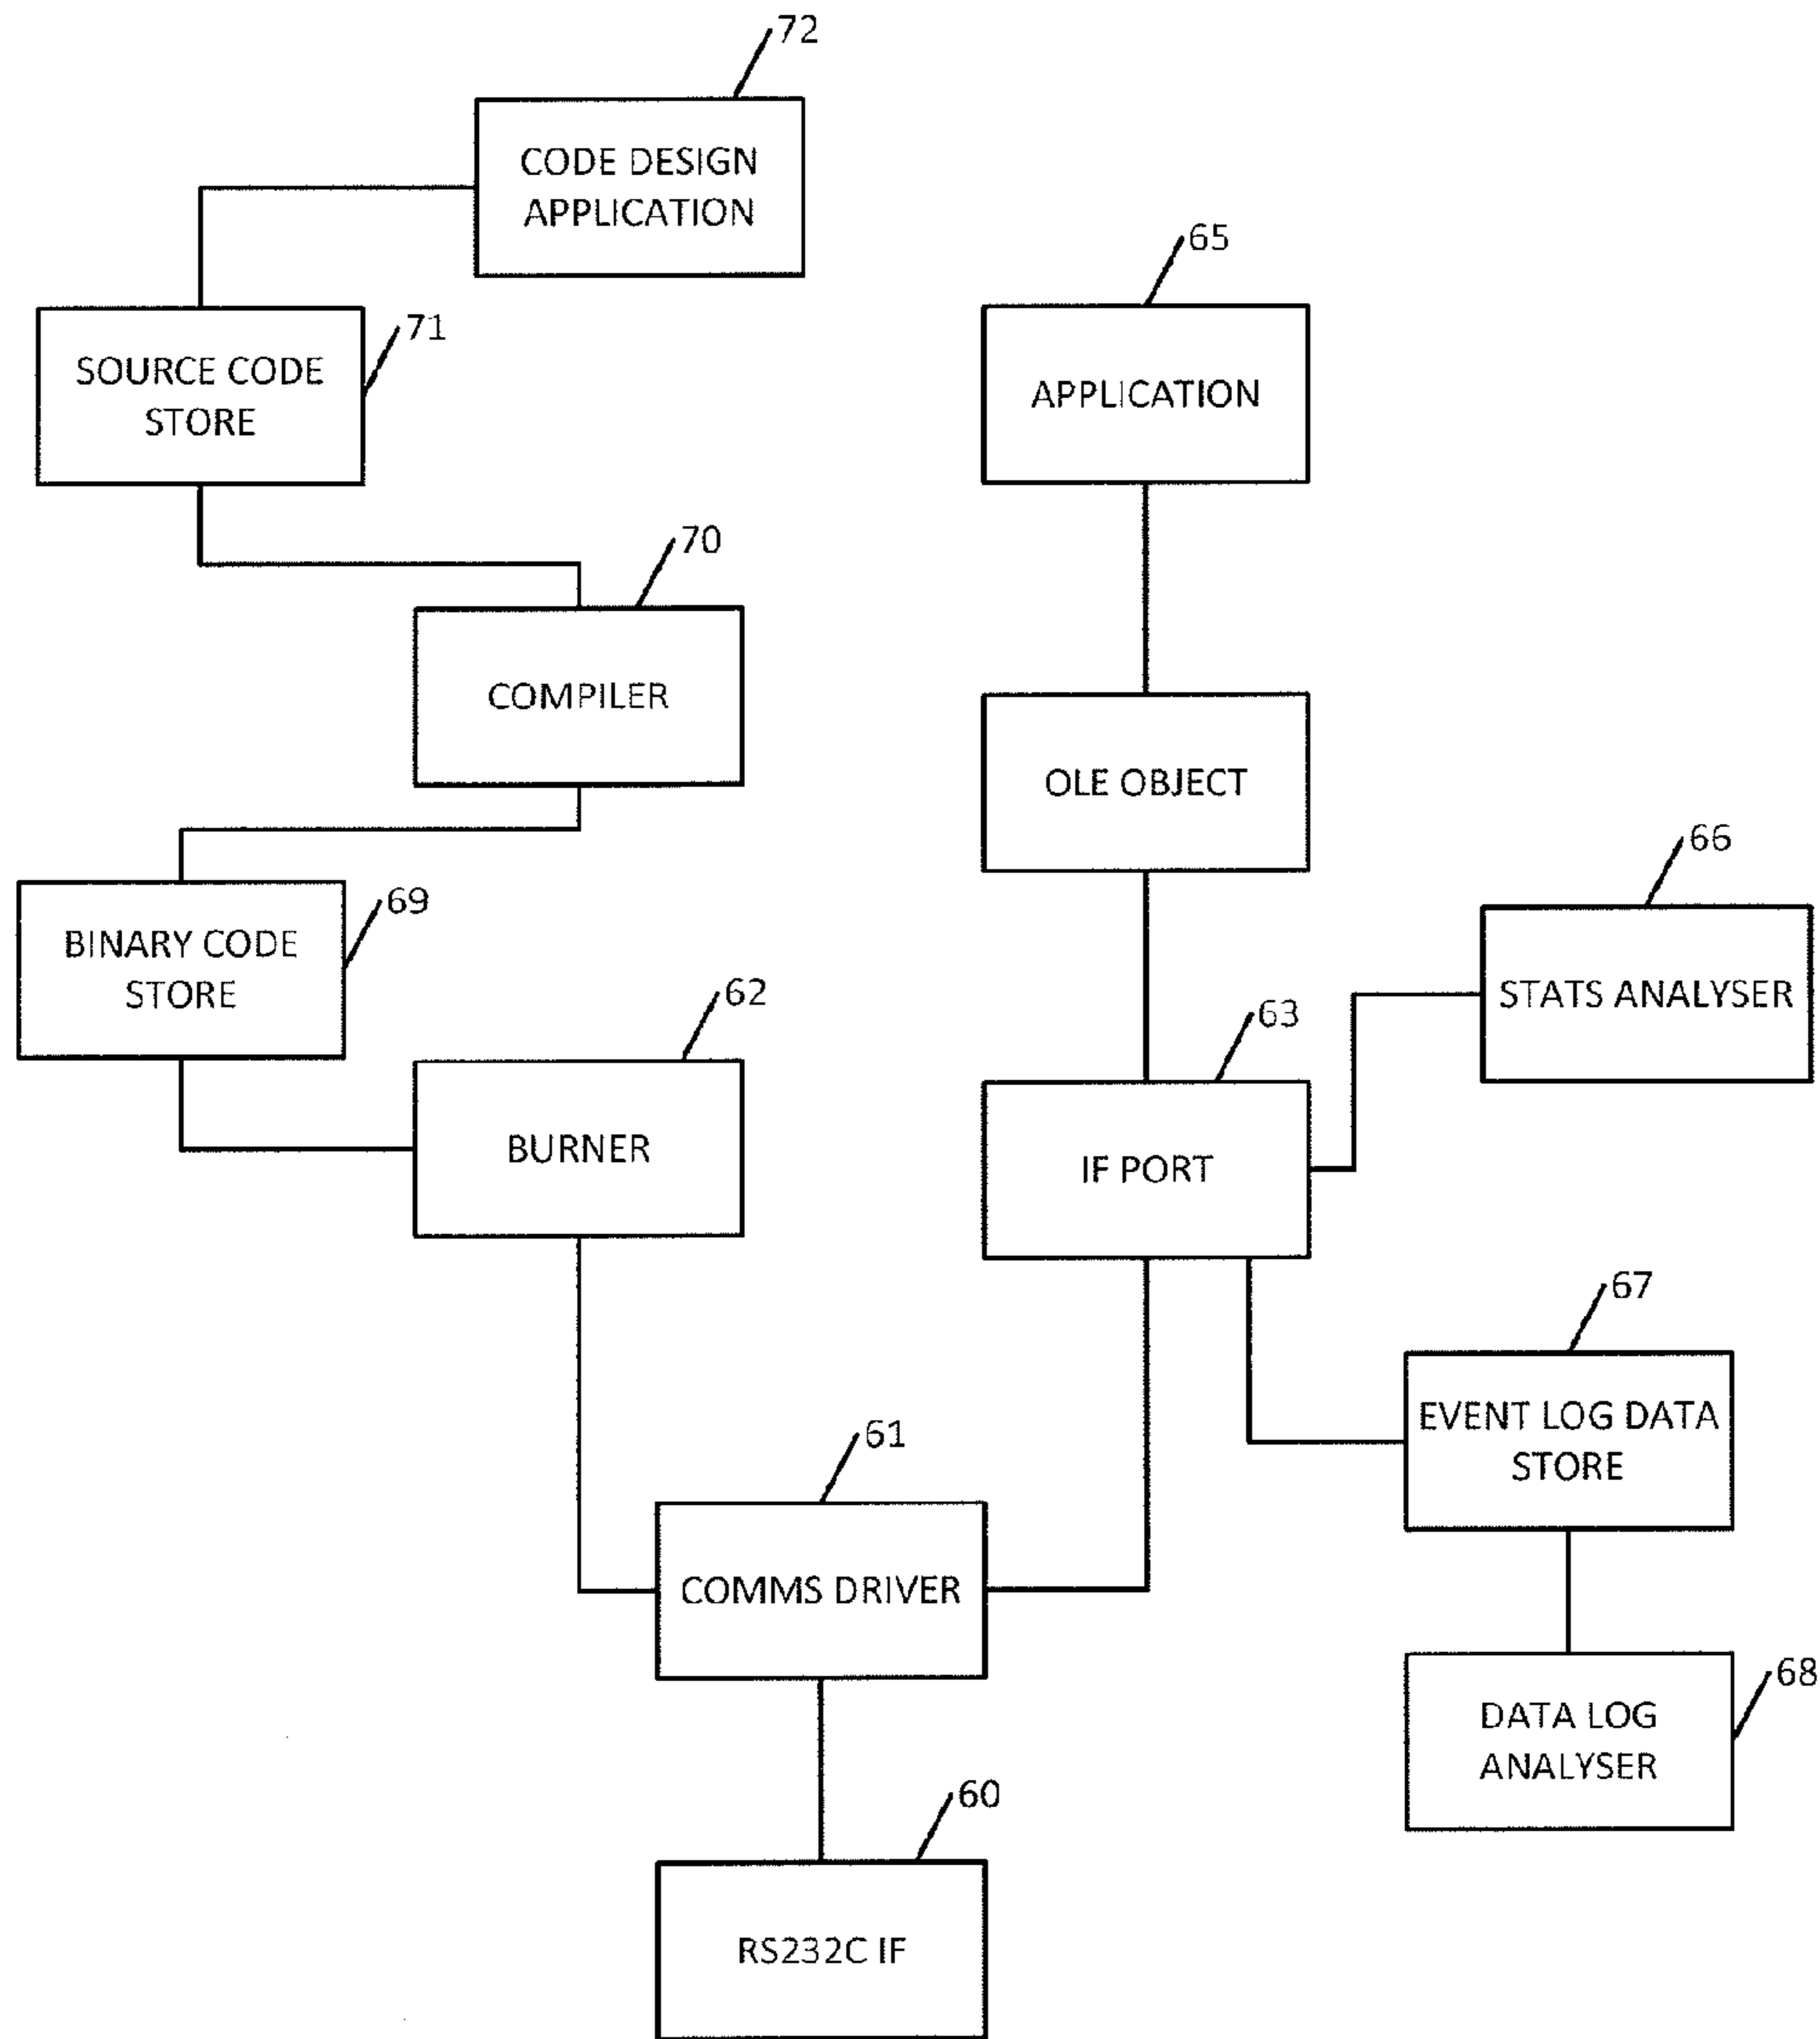 72
CODE DESIGN
APPLICATION
65
71
SOURCE CODE
STORE
APPLICATION
70
COMPILER
OLE OBJECT
66
69
BINARY CODE
STORE
STATS ANALYSER
62
63
BURNER
IF PORT
67
EVENT LOG DATA
STORE
61
COMMS DRIVER
68
DATA LOG
ANALYSER
60
RS232C IF